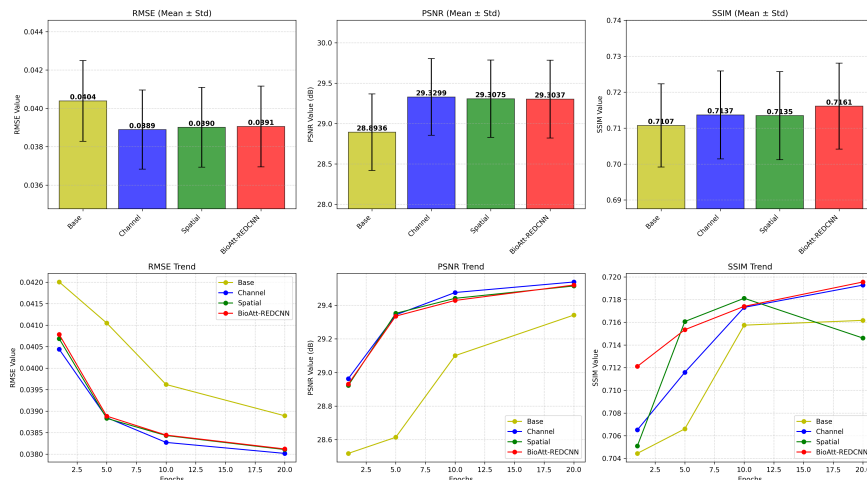 RMSE (Mean ± Std)
0.044
0.042
0.040
0.038
0.036
RMSE Value
0.0404
0.0389
0.0390
0.0391
Base
Channel
Spatial
BioAtt-REDCNN
PSNR (Mean ± Std)
30.0
29.5
29.0
28.5
28.0
PSNR Value (dB)
28.8936
29.3299
29.3075
29.3037
Base
Channel
Spatial
BioAtt-REDCNN
SSIM (Mean ± Std)
0.74
0.73
0.72
0.71
0.70
0.69
SSIM Value
0.7107
0.7137
0.7135
0.7161
Base
Channel
Spatial
BioAtt-REDCNN
RMSE Trend
0.0420
0.0415
0.0410
0.0405
0.0400
0.0395
0.0390
0.0385
0.0380
RMSE Value
Base
Channel
Spatial
BioAtt-REDCNN
2.5 5.0 7.5 10.0 12.5 15.0 17.5 20.0
Epochs
PSNR Trend
29.4
29.2
29.0
28.8
28.6
PSNR Value (dB)
Base
Channel
Spatial
BioAtt-REDCNN
2.5 5.0 7.5 10.0 12.5 15.0 17.5 20.0
Epochs
SSIM Trend
0.720
0.718
0.716
0.714
0.712
0.710
0.708
0.706
0.704
SSIM Value
Base
Channel
Spatial
BioAtt-REDCNN
2.5 5.0 7.5 10.0 12.5 15.0 17.5 20.0
Epochs